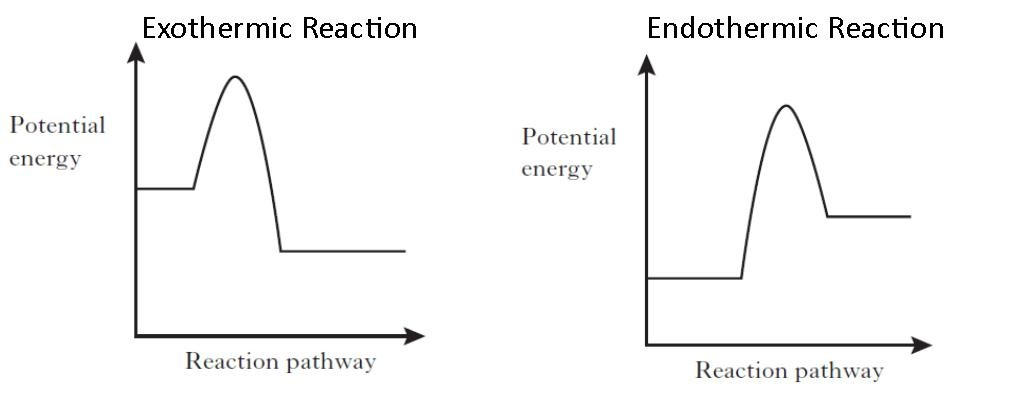 Exothermic Reaction
Potential
energy
Reaction pathway
Endothermic Reaction
Potential
energy
Reaction pathway